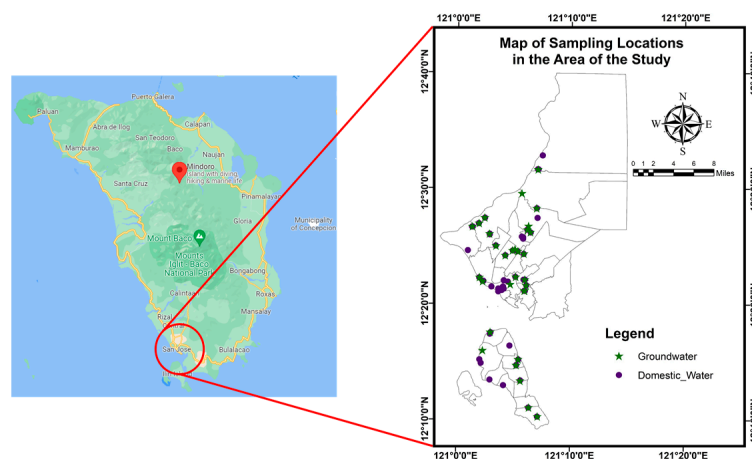 Puerto Galera
Paluan
Calapan
Abra de Ilog
San Teodoro
Mamburao
Baco
Naujan
Mindoro
Island with diving,
hiking & marine life
Santa Cruz
Pinamalayan
Gloria
Municipality
of Concepcion
Mount Baco
Mounts
Iglit - Baco
National Park
Bongabong
Calintaan
Roxas
Mansalay
Rizal
Central
San Jose
Bulalacao
121°0'0"E
121°10'0"E
121°20'0"E
Map of Sampling Locations
in the Area of the Study
12°40'0"N
N
W
E
S
0 1 2 4 6 8
Miles
12°30'0"N
12°20'0"N
Legend
Groundwater
Domestic_Water
12°10'0"N
121°0'0"E
121°10'0"E
121°20'0"E